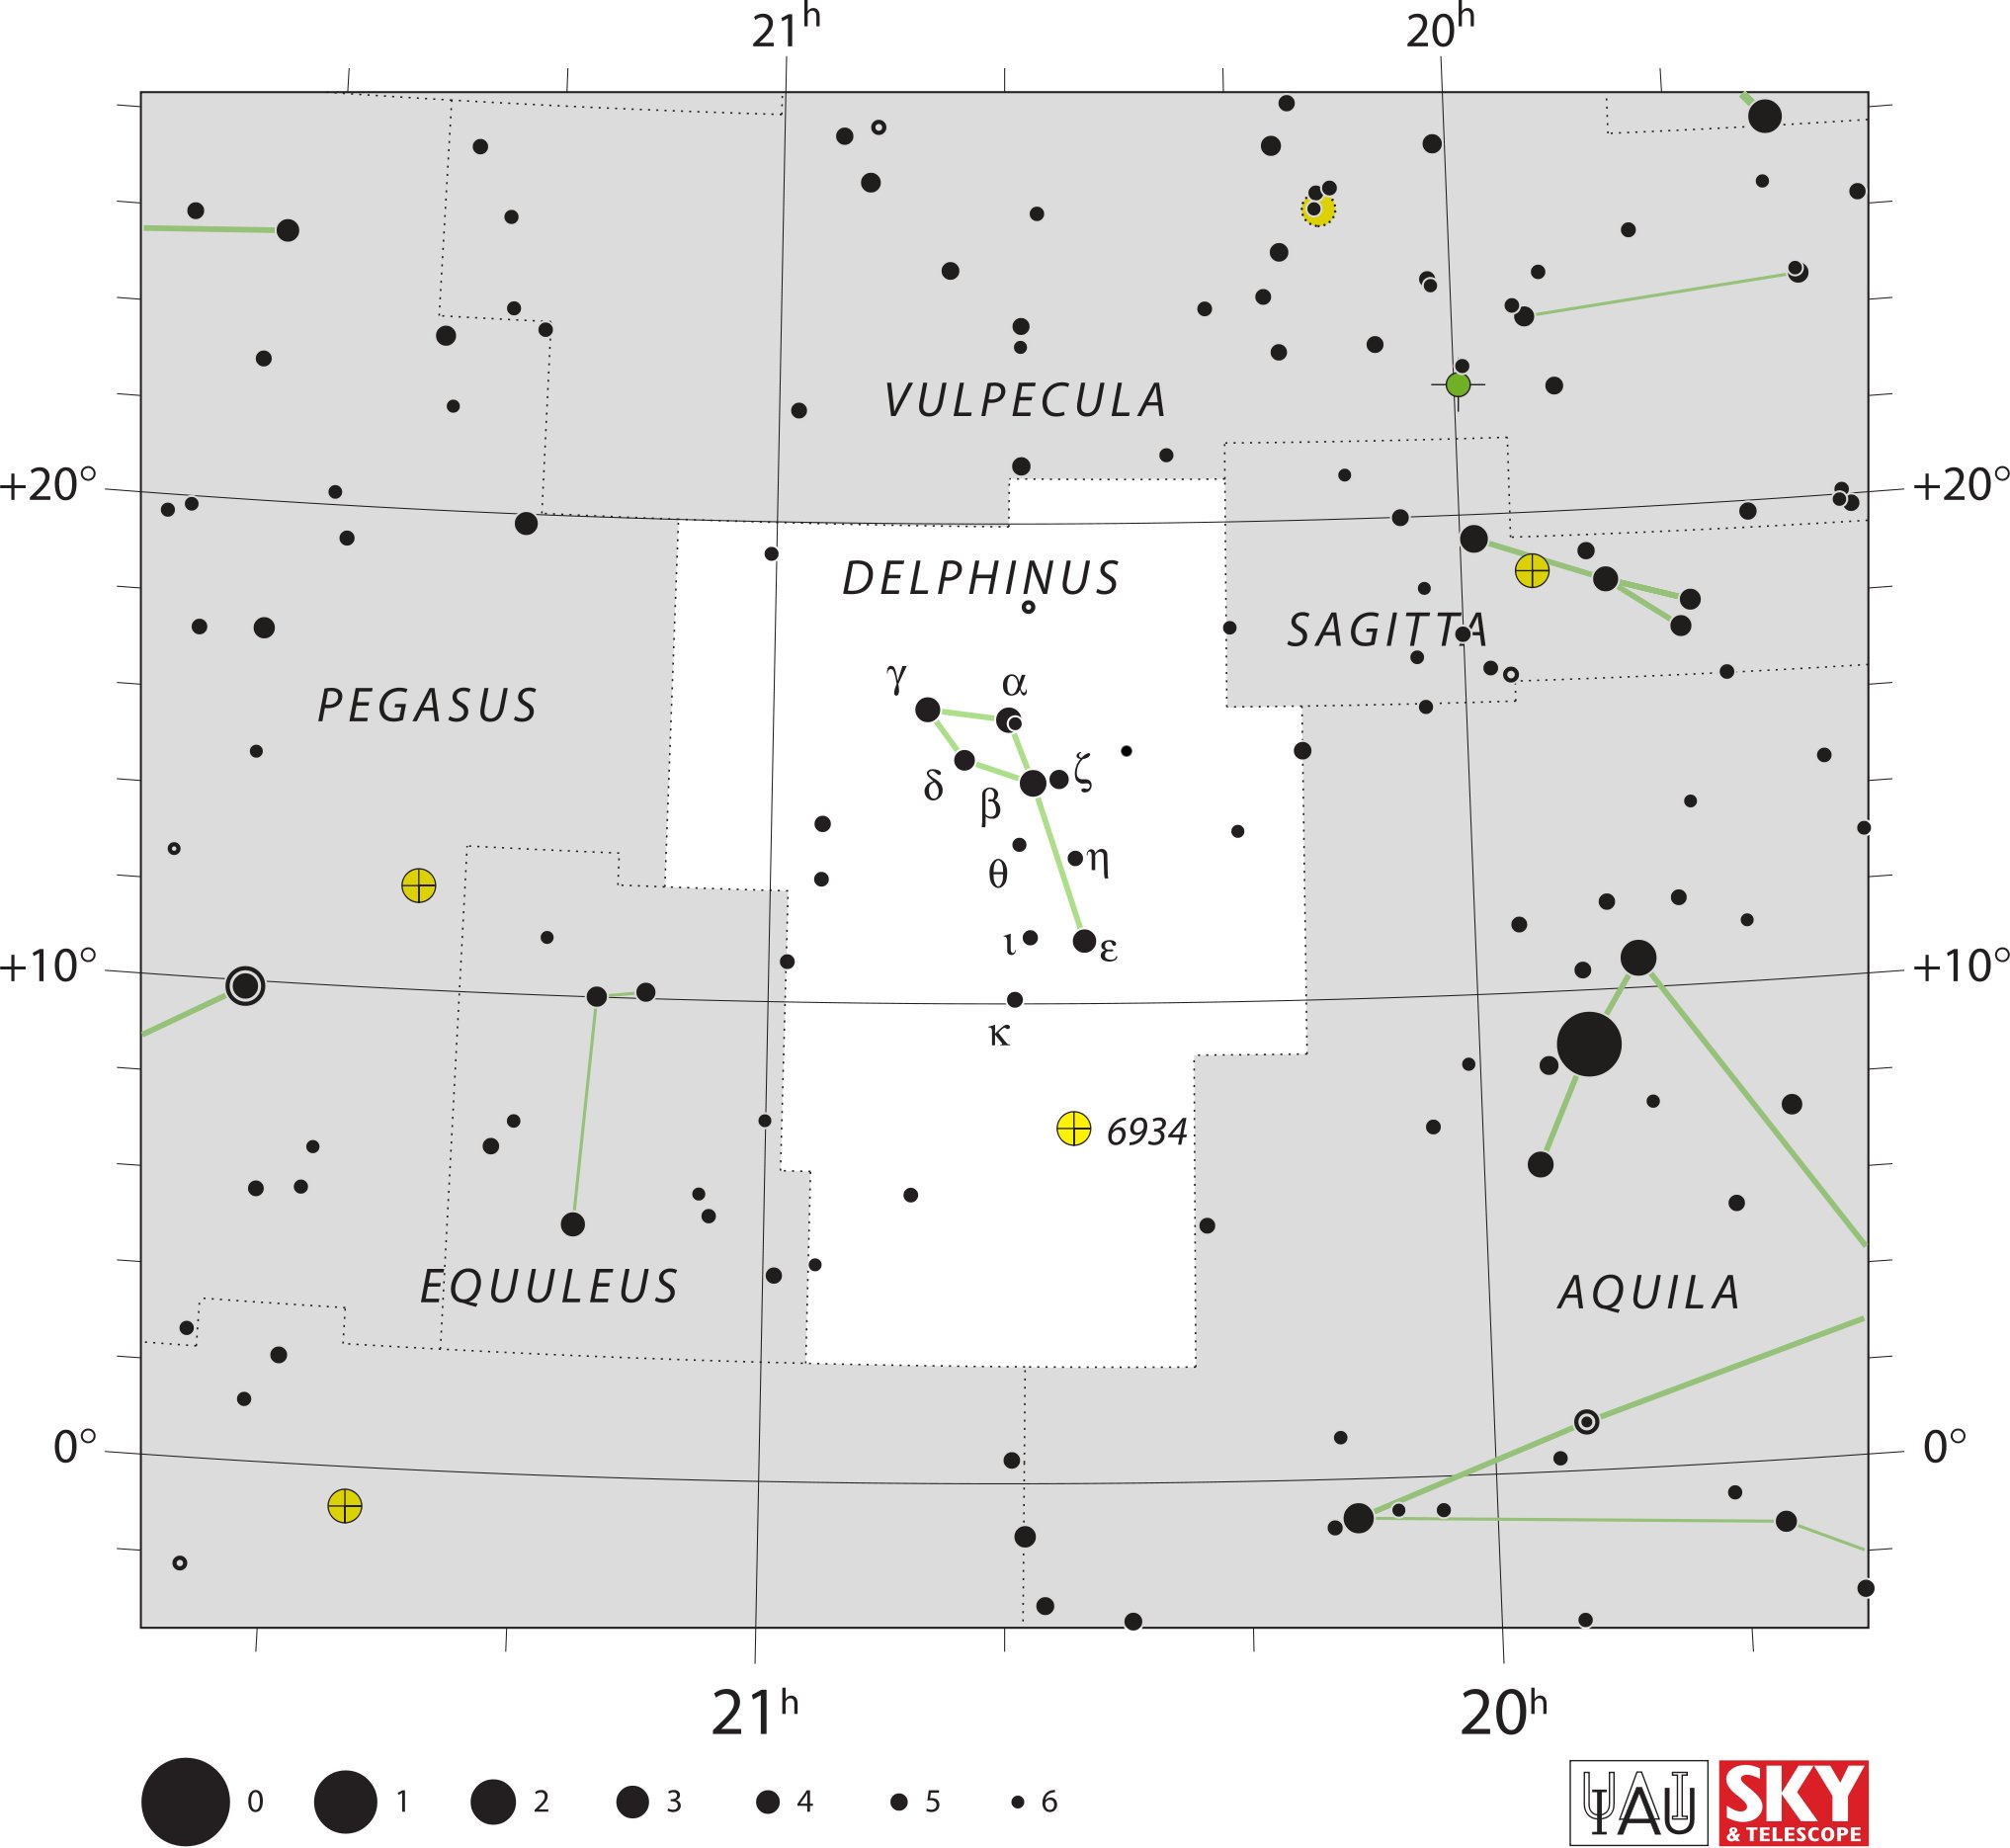 21h 20h
VULPECULA
+20° +20°
DELPHINUS
SAGITTA
γ α
PEGASUS
δ β ζ
θ η
ι ε
+10° +10°
κ
6934
EQUULEUS AQUILA
0° 0°
21h 20h
0 1 2 3 4 5 6
IAU
SKY
& TELESCOPE